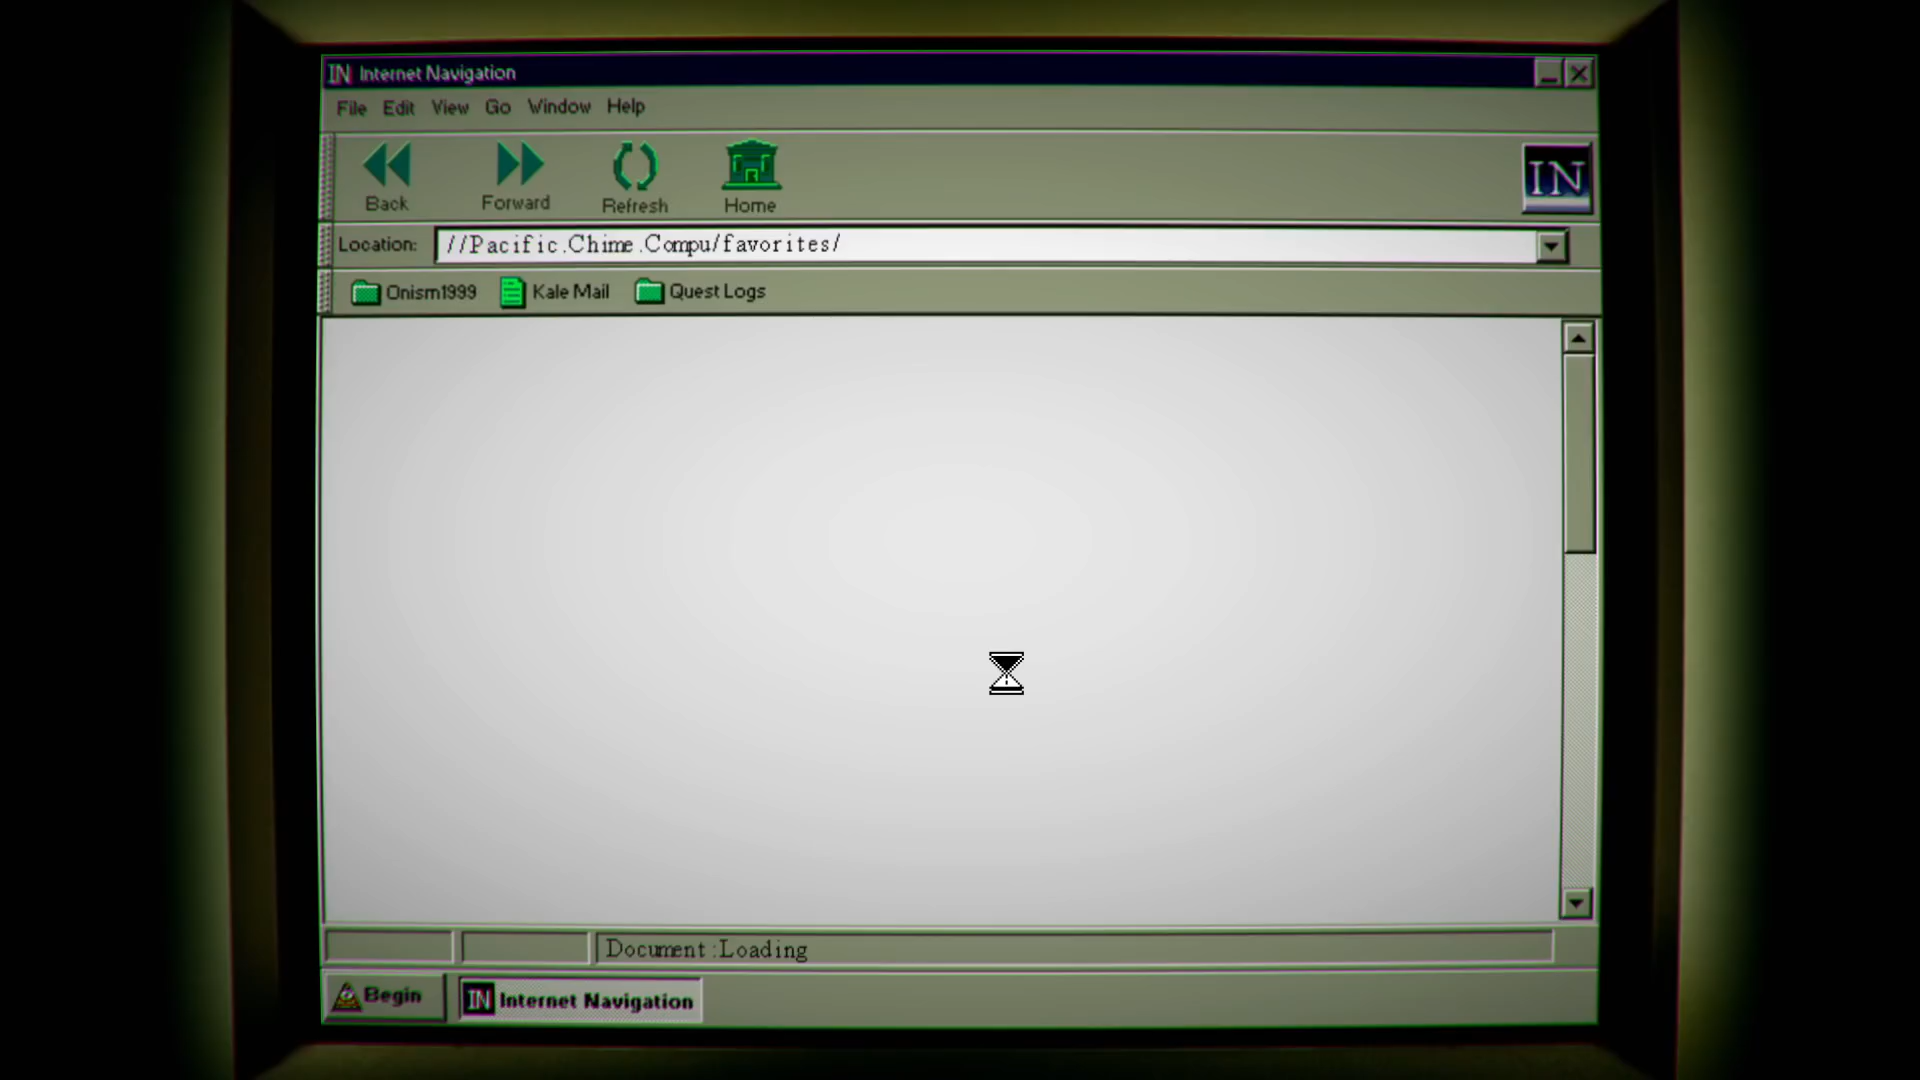 IN Internet Navigation
File Edit View Go Window Help
Back Forward Refresh Home
IN
Location: //Pacific.Chime.Compu/favorites/
Onism1999 Kale Mail Quest Logs
Document:Loading
Begin IN Internet Navigation